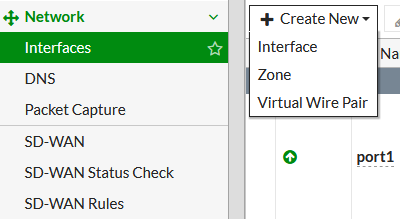 Network
Interfaces
DNS
Packet Capture
SD-WAN
SD-WAN Status Check
SD-WAN Rules
Create New
Interface
Zone
Virtual Wire Pair
Na
port1